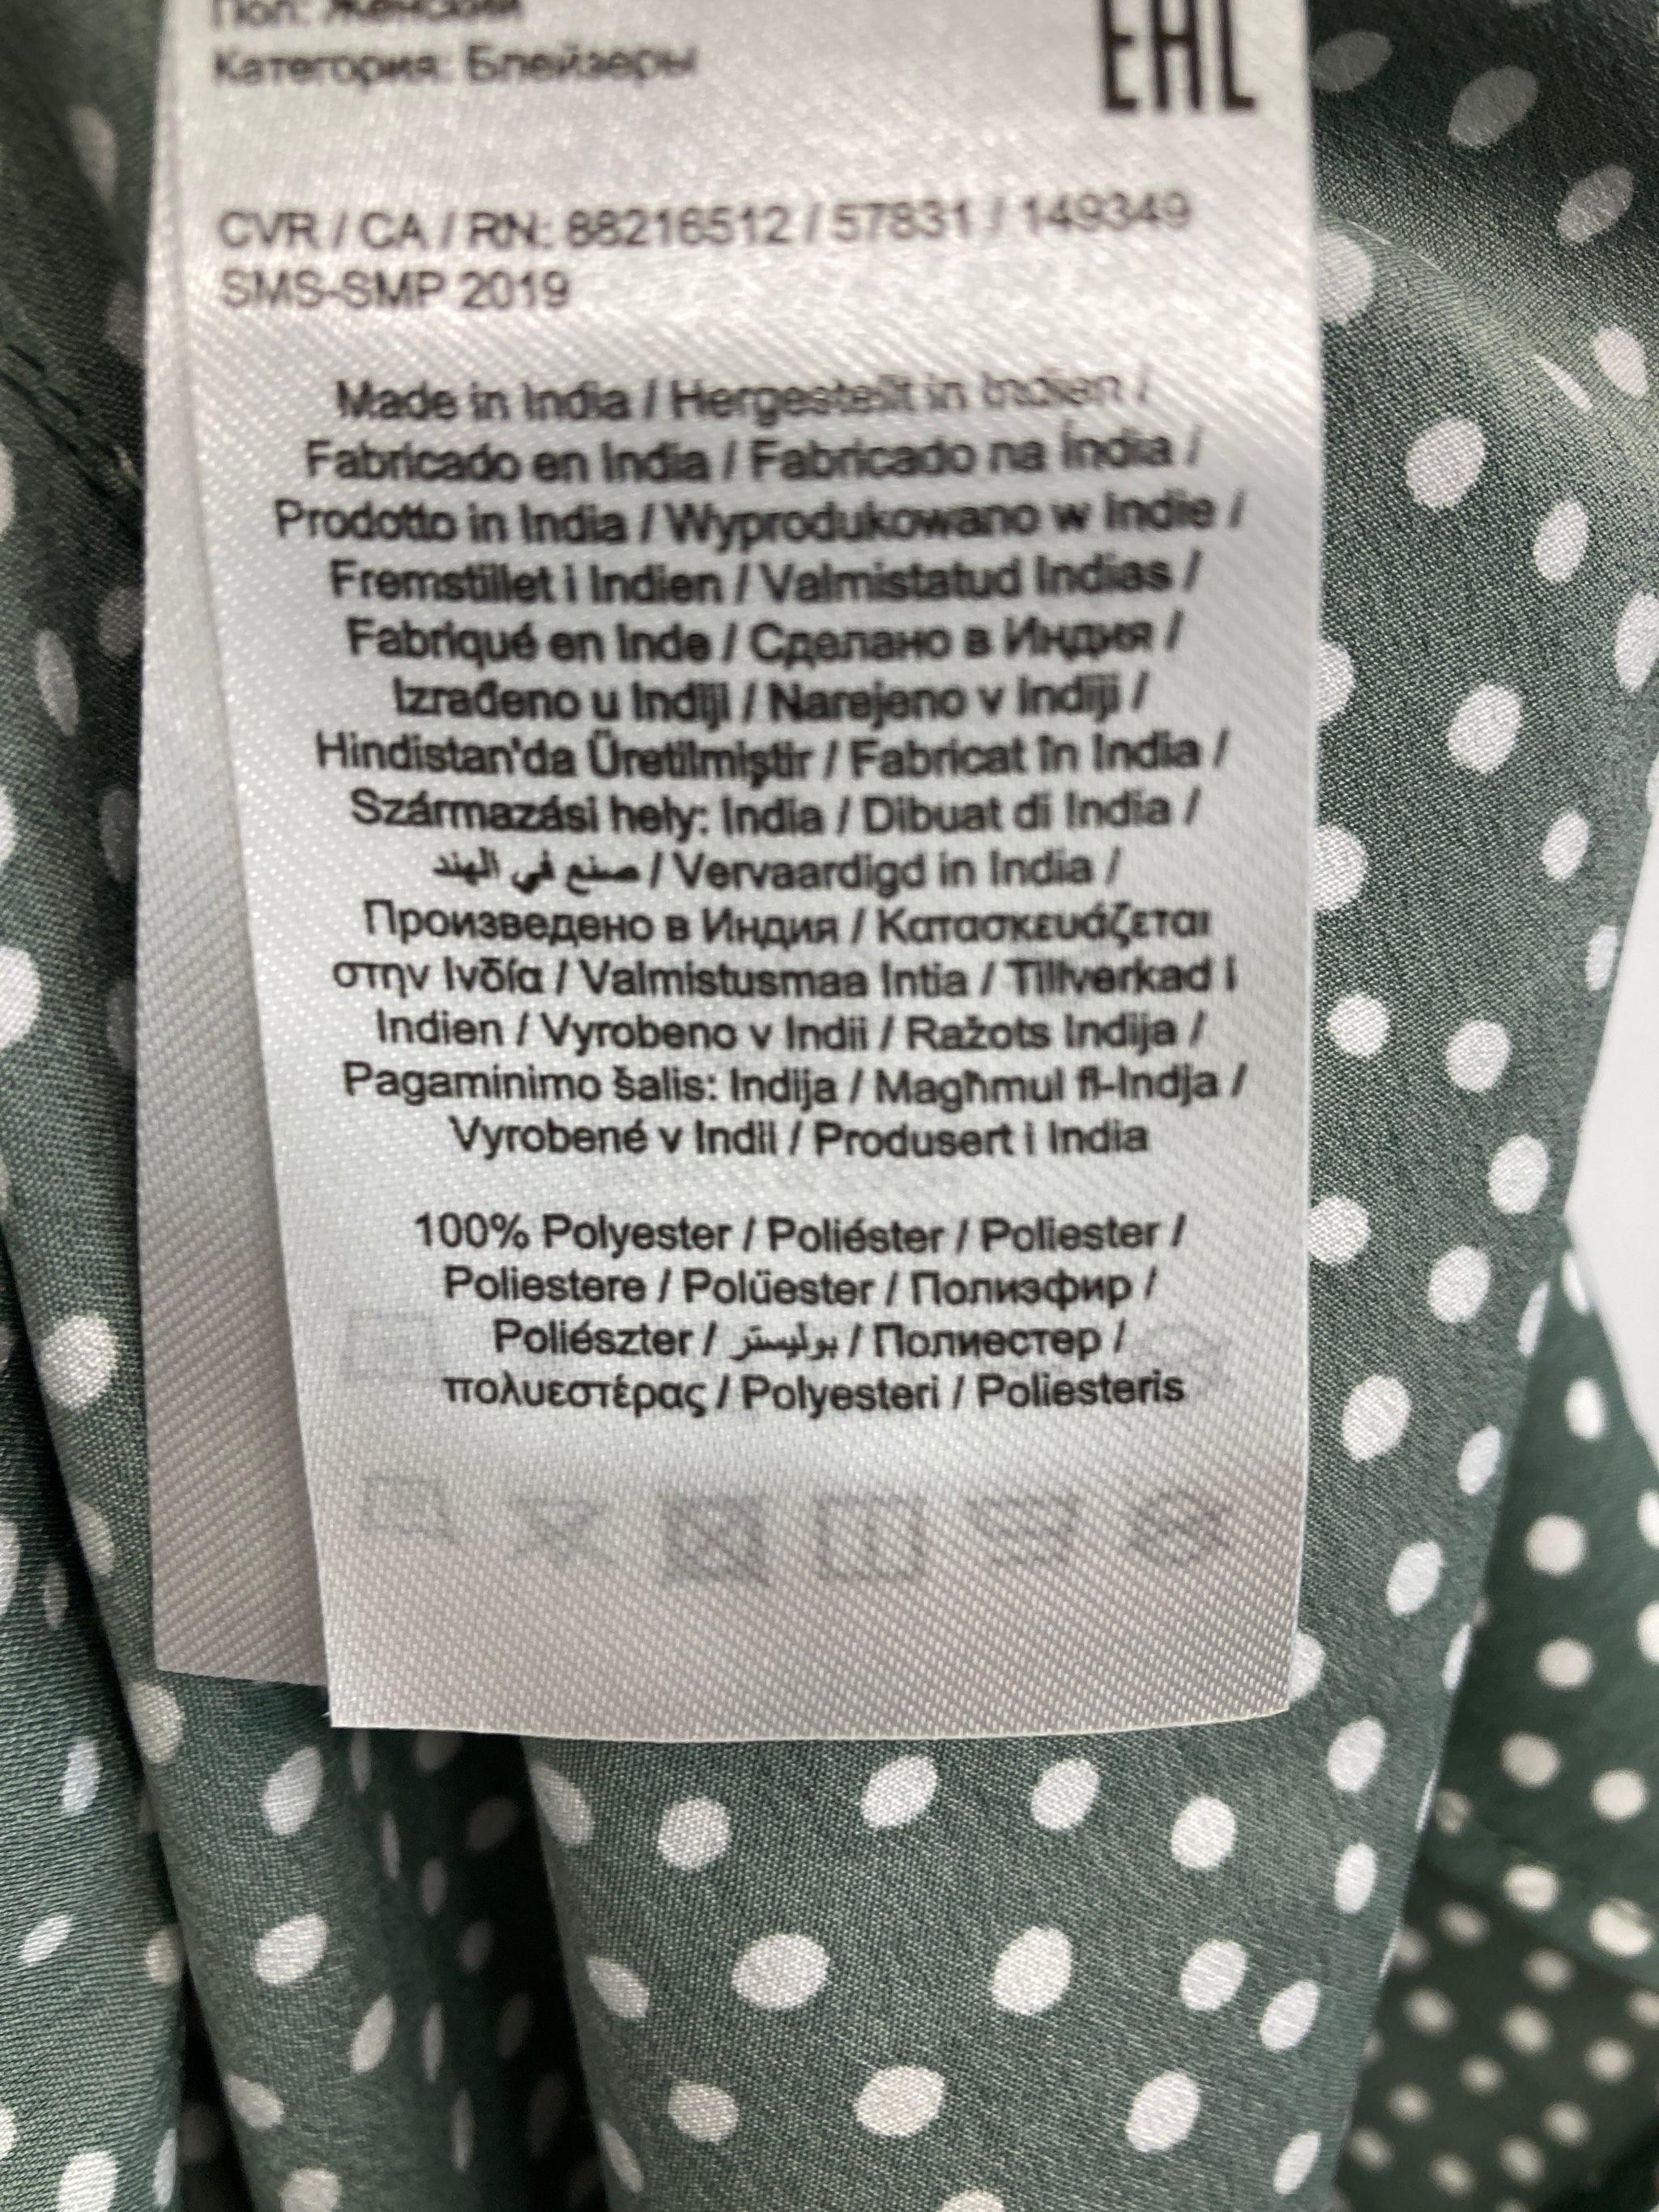 Пол: Женский
Категория: Блейзеры
EAC
CVR / CA / RN: 88216512 / 57831 / 149349
SMS-SMP 2019
Made in India / Hergestellt in Indien /
Fabricado en India / Fabricado na Índia /
Prodotto in India / Wyprodukowano w Indie /
Fremstillet i Indien / Valmistatud Indias /
Fabriqué en Inde / Сделано в Индия /
Izrađeno u Indiji / Narejeno v Indiji /
Hindistan'da Üretilmiştir / Fabricat în India /
Származási hely: India / Dibuat di India /
صنع في الهند / Vervaardigd in India /
Произведено в Индия / Κατασκευάζεται
στην Ινδία / Valmistusmaa Intia / Tillverkad i
Indien / Vyrobeno v Indii / Ražots Indija /
Pagaminimo šalis: Indija / Magħmul fl-Indja /
Vyrobené v Indii / Produsert i India
100% Polyester / Poliéster / Poliester /
Poliestere / Polüester / Полиэфир /
Poliészter / بوليستر / Полиестер /
πολυεστέρας / Polyesteri / Poliesteris